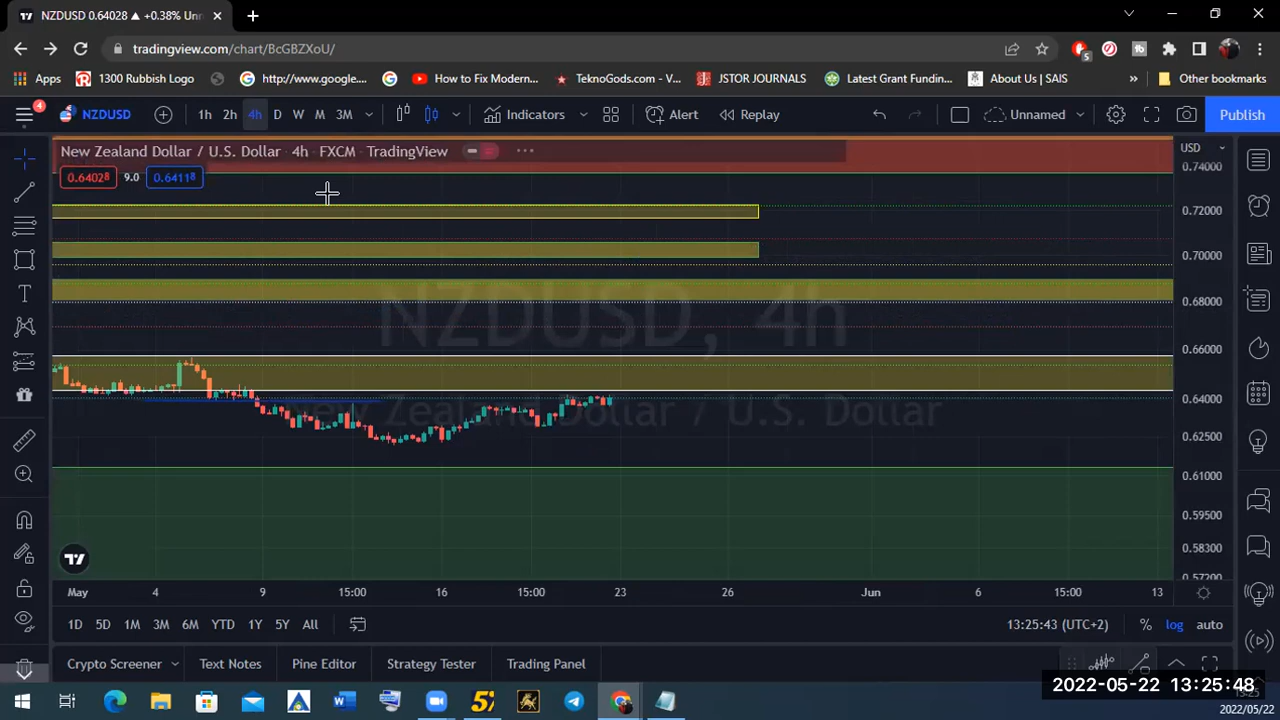 NZDUSD 0.64028 ▲ +0.38% Unn
tradingview.com/chart/BcGBZXoU/
5
Apps
1300 Rubbish Logo
http://www.google....
How to Fix Modern...
TeknoGods.com - V...
JSTOR JOURNALS
Latest Grant Fundin...
About Us | SAIS
»
Other bookmarks
4
NZDUSD
1h 2h 4h D W M 3M
Indicators
Alert
Replay
Unnamed
Publish
New Zealand Dollar / U.S. Dollar · 4h · FXCM · TradingView
USD
0.64028 9.0 0.64118
0.74000
0.72000
0.70000
0.68000
0.66000
0.64000
0.62500
0.61000
0.59500
0.58300
0.57200
NZDUSD, 4h
New Zealand Dollar / U.S. Dollar
May 4 9 15:00 16 15:00 23 26 Jun 6 15:00 13
1D 5D 1M 3M 6M YTD 1Y 5Y All
13:25:43 (UTC+2)
% log auto
Crypto Screener
Text Notes
Pine Editor
Strategy Tester
Trading Panel
2022-05-22 13:25:48
2022/05/22